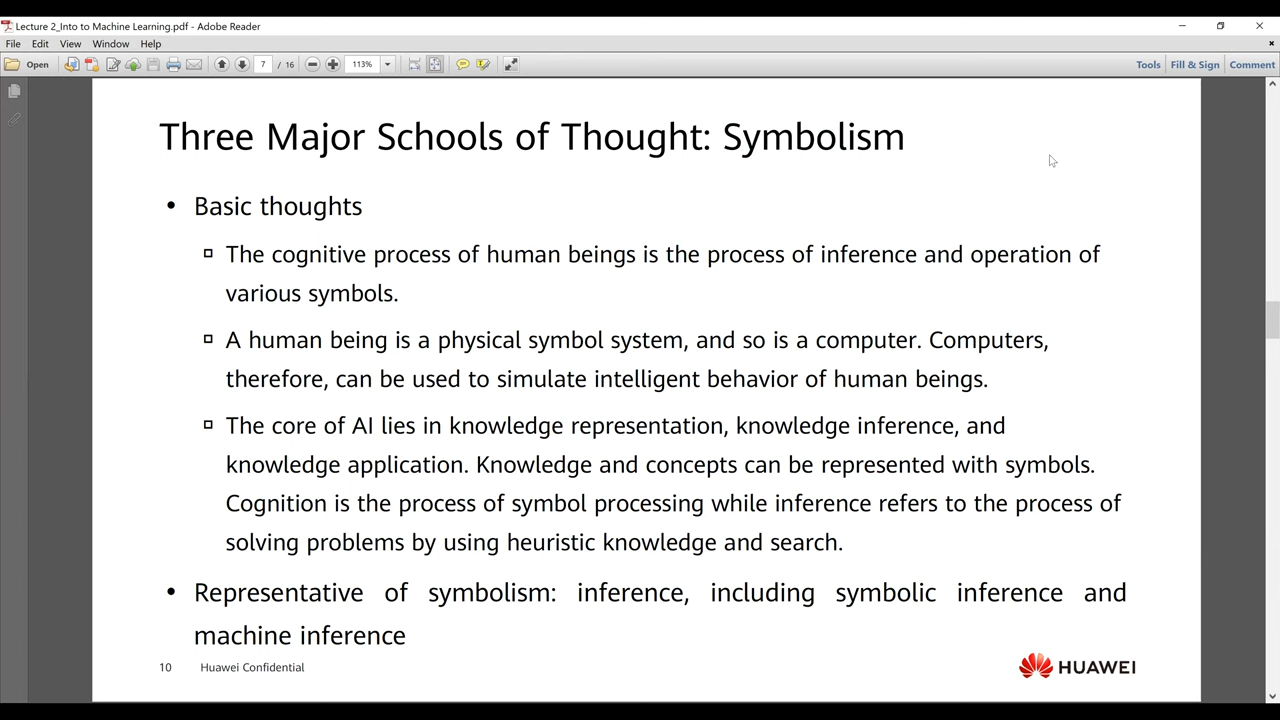 Lecture 2_Into to Machine Learning.pdf - Adobe Reader
File Edit View Window Help
Open 7 / 16 113% Tools Fill & Sign Comment
Three Major Schools of Thought: Symbolism
• Basic thoughts
The cognitive process of human beings is the process of inference and operation of
various symbols.
A human being is a physical symbol system, and so is a computer. Computers,
therefore, can be used to simulate intelligent behavior of human beings.
The core of AI lies in knowledge representation, knowledge inference, and
knowledge application. Knowledge and concepts can be represented with symbols.
Cognition is the process of symbol processing while inference refers to the process of
solving problems by using heuristic knowledge and search.
• Representative of symbolism: inference, including symbolic inference and
machine inference
10 Huawei Confidential
HUAWEI